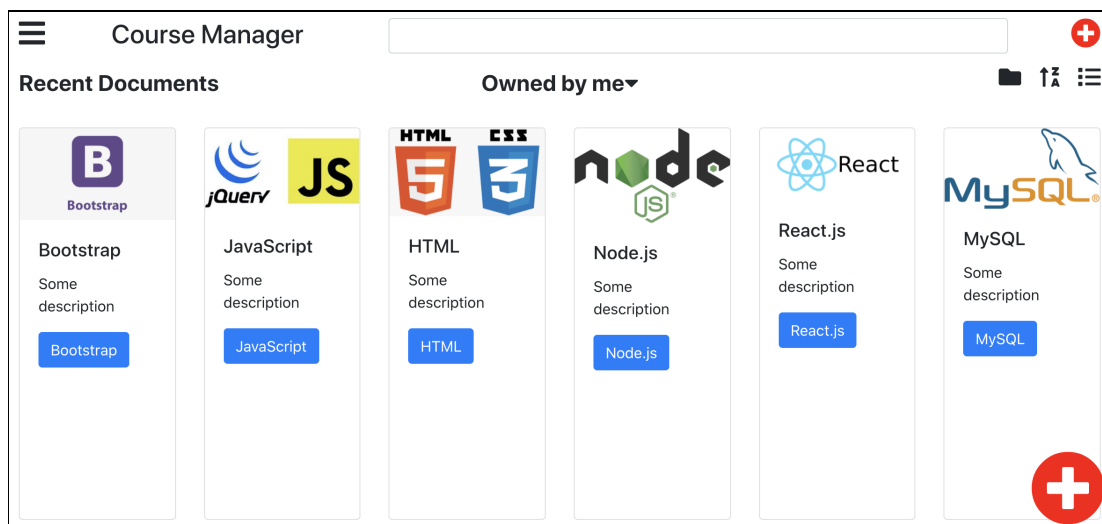 Course Manager
Recent Documents
Owned by me
Z
A
B
Bootstrap
Bootstrap
Some
description
Bootstrap
jQuery
JS
JavaScript
Some
description
JavaScript
HTML
5
CSS
3
HTML
Some
description
HTML
node
JS
Node.js
Some
description
Node.js
React
React.js
Some
description
React.js
MySQL®
MySQL
Some
description
MySQL